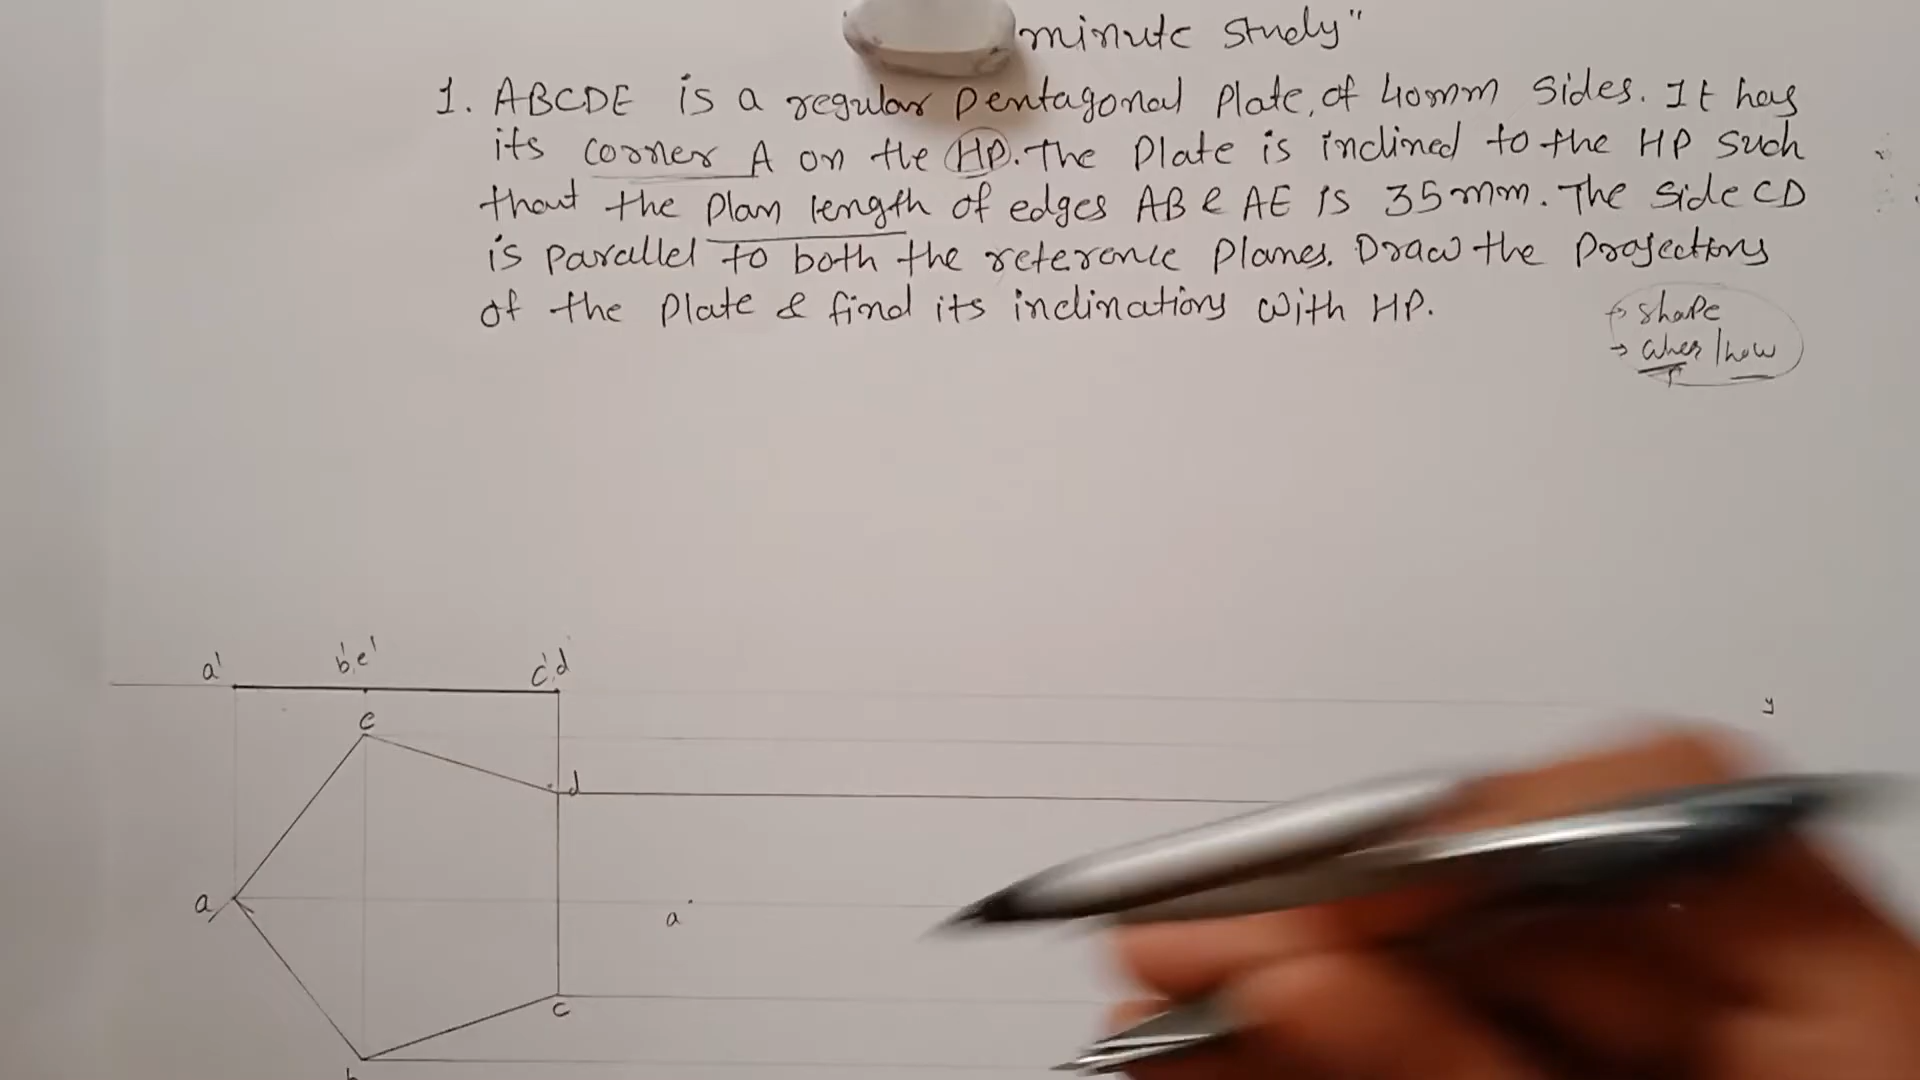 minute study"
1. ABCDE is a regular pentagonal Plate, of 40mm sides. It has
its corner A on the HP. The Plate is inclined to the HP such
that the plan length of edges AB & AE is 35mm. The side CD
is parallel to both the reference planes. Draw the projections
of the plate & find its inclinations with HP.
→ shape
→ when / how
a' b',e' c',d'
y
e
d
a a
c
b